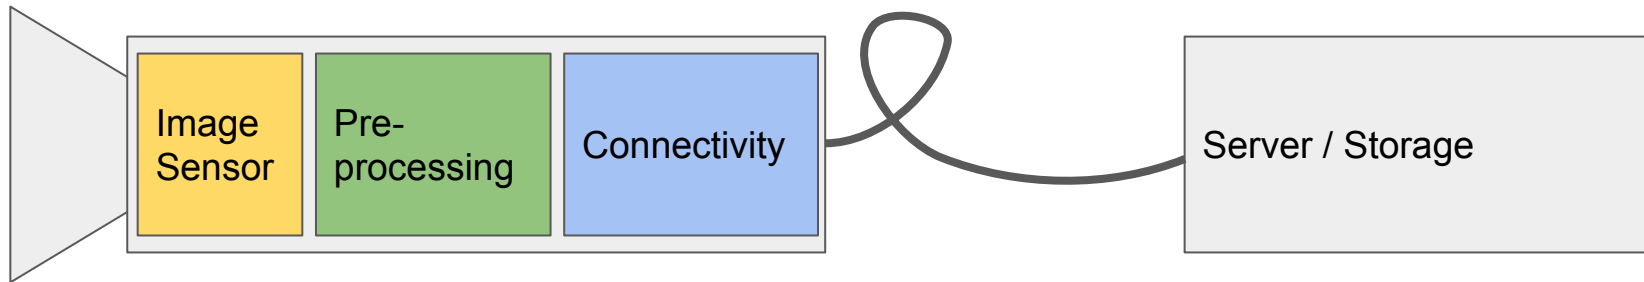 Image
Sensor
Pre-
processing
Connectivity
Server / Storage